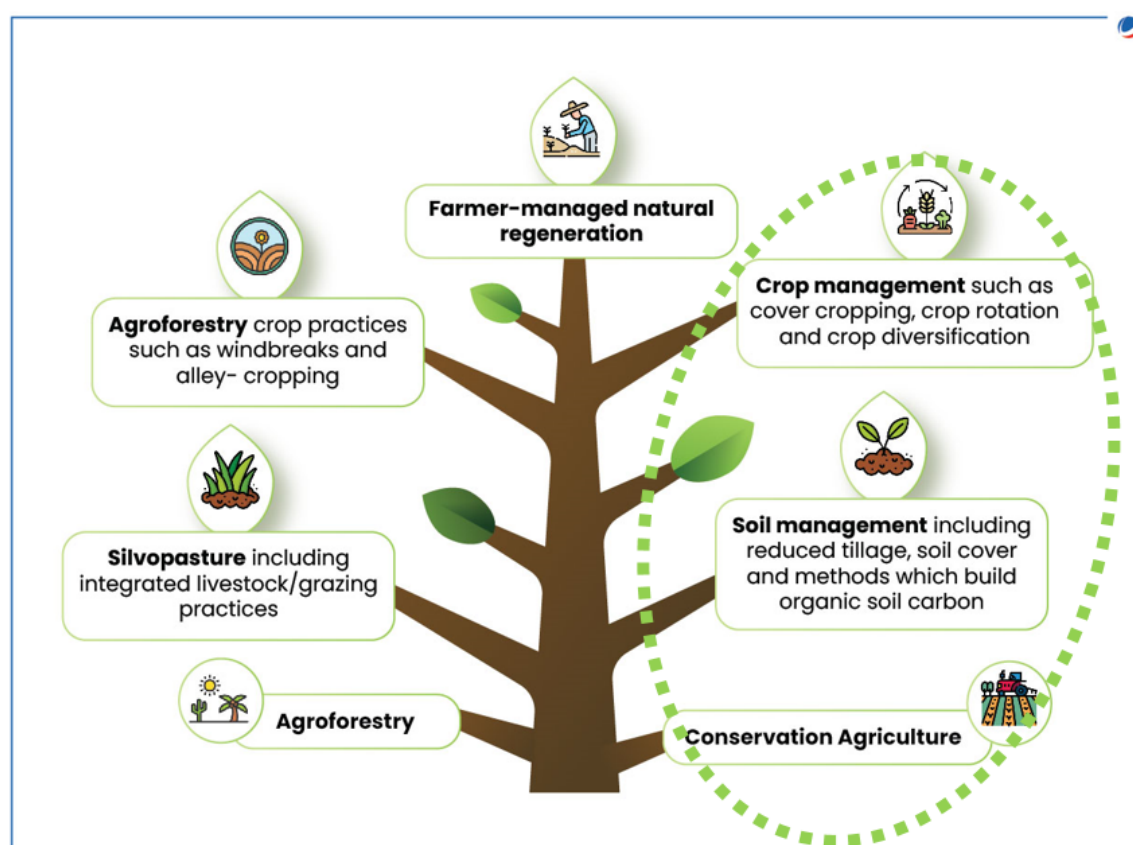 Farmer-managed natural
regeneration
Agroforestry crop practices
such as windbreaks and
alley- cropping
Crop management such as
cover cropping, crop rotation
and crop diversification
Silvopasture including
integrated livestock/grazing
practices
Soil management including
reduced tillage, soil cover
and methods which build
organic soil carbon
Agroforestry
Conservation Agriculture